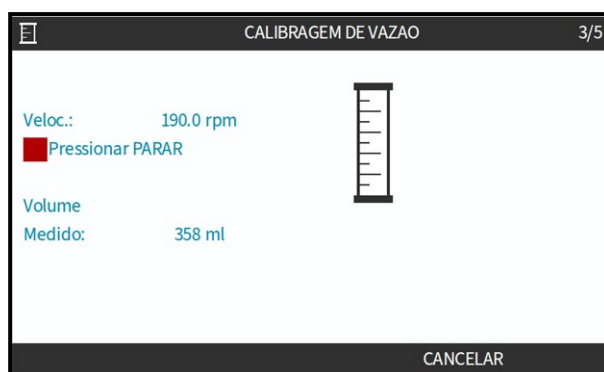 CALIBRAGEM DE VAZAO 3/5
Veloc.: 190.0 rpm
Pressionar PARAR
Volume
Medido: 358 ml
CANCELAR